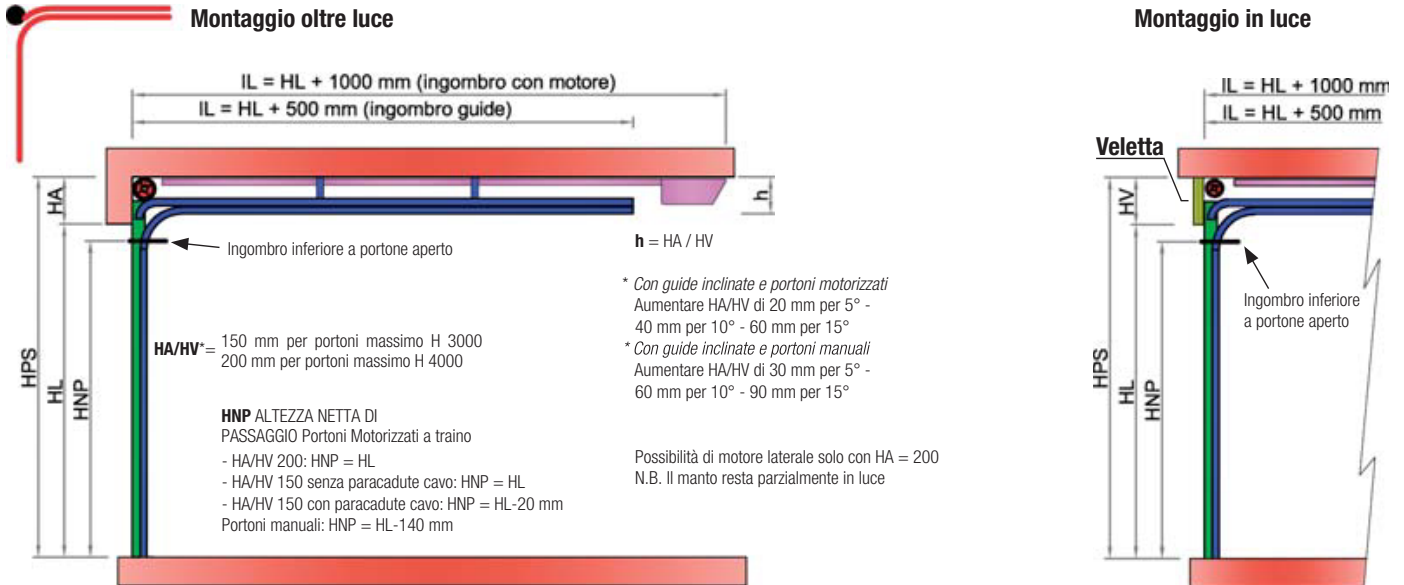 Montaggio oltre luce
IL = HL + 1000 mm (ingombro con motore)
IL = HL + 500 mm (ingombro guide)
HA
h
Ingombro inferiore a portone aperto
HPS
HL
HNP
HA/HV*= 150 mm per portoni massimo H 3000
200 mm per portoni massimo H 4000
HNP ALTEZZA NETTA DI
PASSAGGIO Portoni Motorizzati a traino
- HA/HV 200: HNP = HL
- HA/HV 150 senza paracadute cavo: HNP = HL
- HA/HV 150 con paracadute cavo: HNP = HL-20 mm
Portoni manuali: HNP = HL-140 mm
h = HA / HV
* Con guide inclinate e portoni motorizzati
Aumentare HA/HV di 20 mm per 5° -
40 mm per 10° - 60 mm per 15°
* Con guide inclinate e portoni manuali
Aumentare HA/HV di 30 mm per 5° -
60 mm per 10° - 90 mm per 15°
Possibilità di motore laterale solo con HA = 200
N.B. Il manto resta parzialmente in luce
Montaggio in luce
IL = HL + 1000 mm
IL = HL + 500 mm
Veletta
HV
Ingombro inferiore
a portone aperto
HPS
HL
HNP